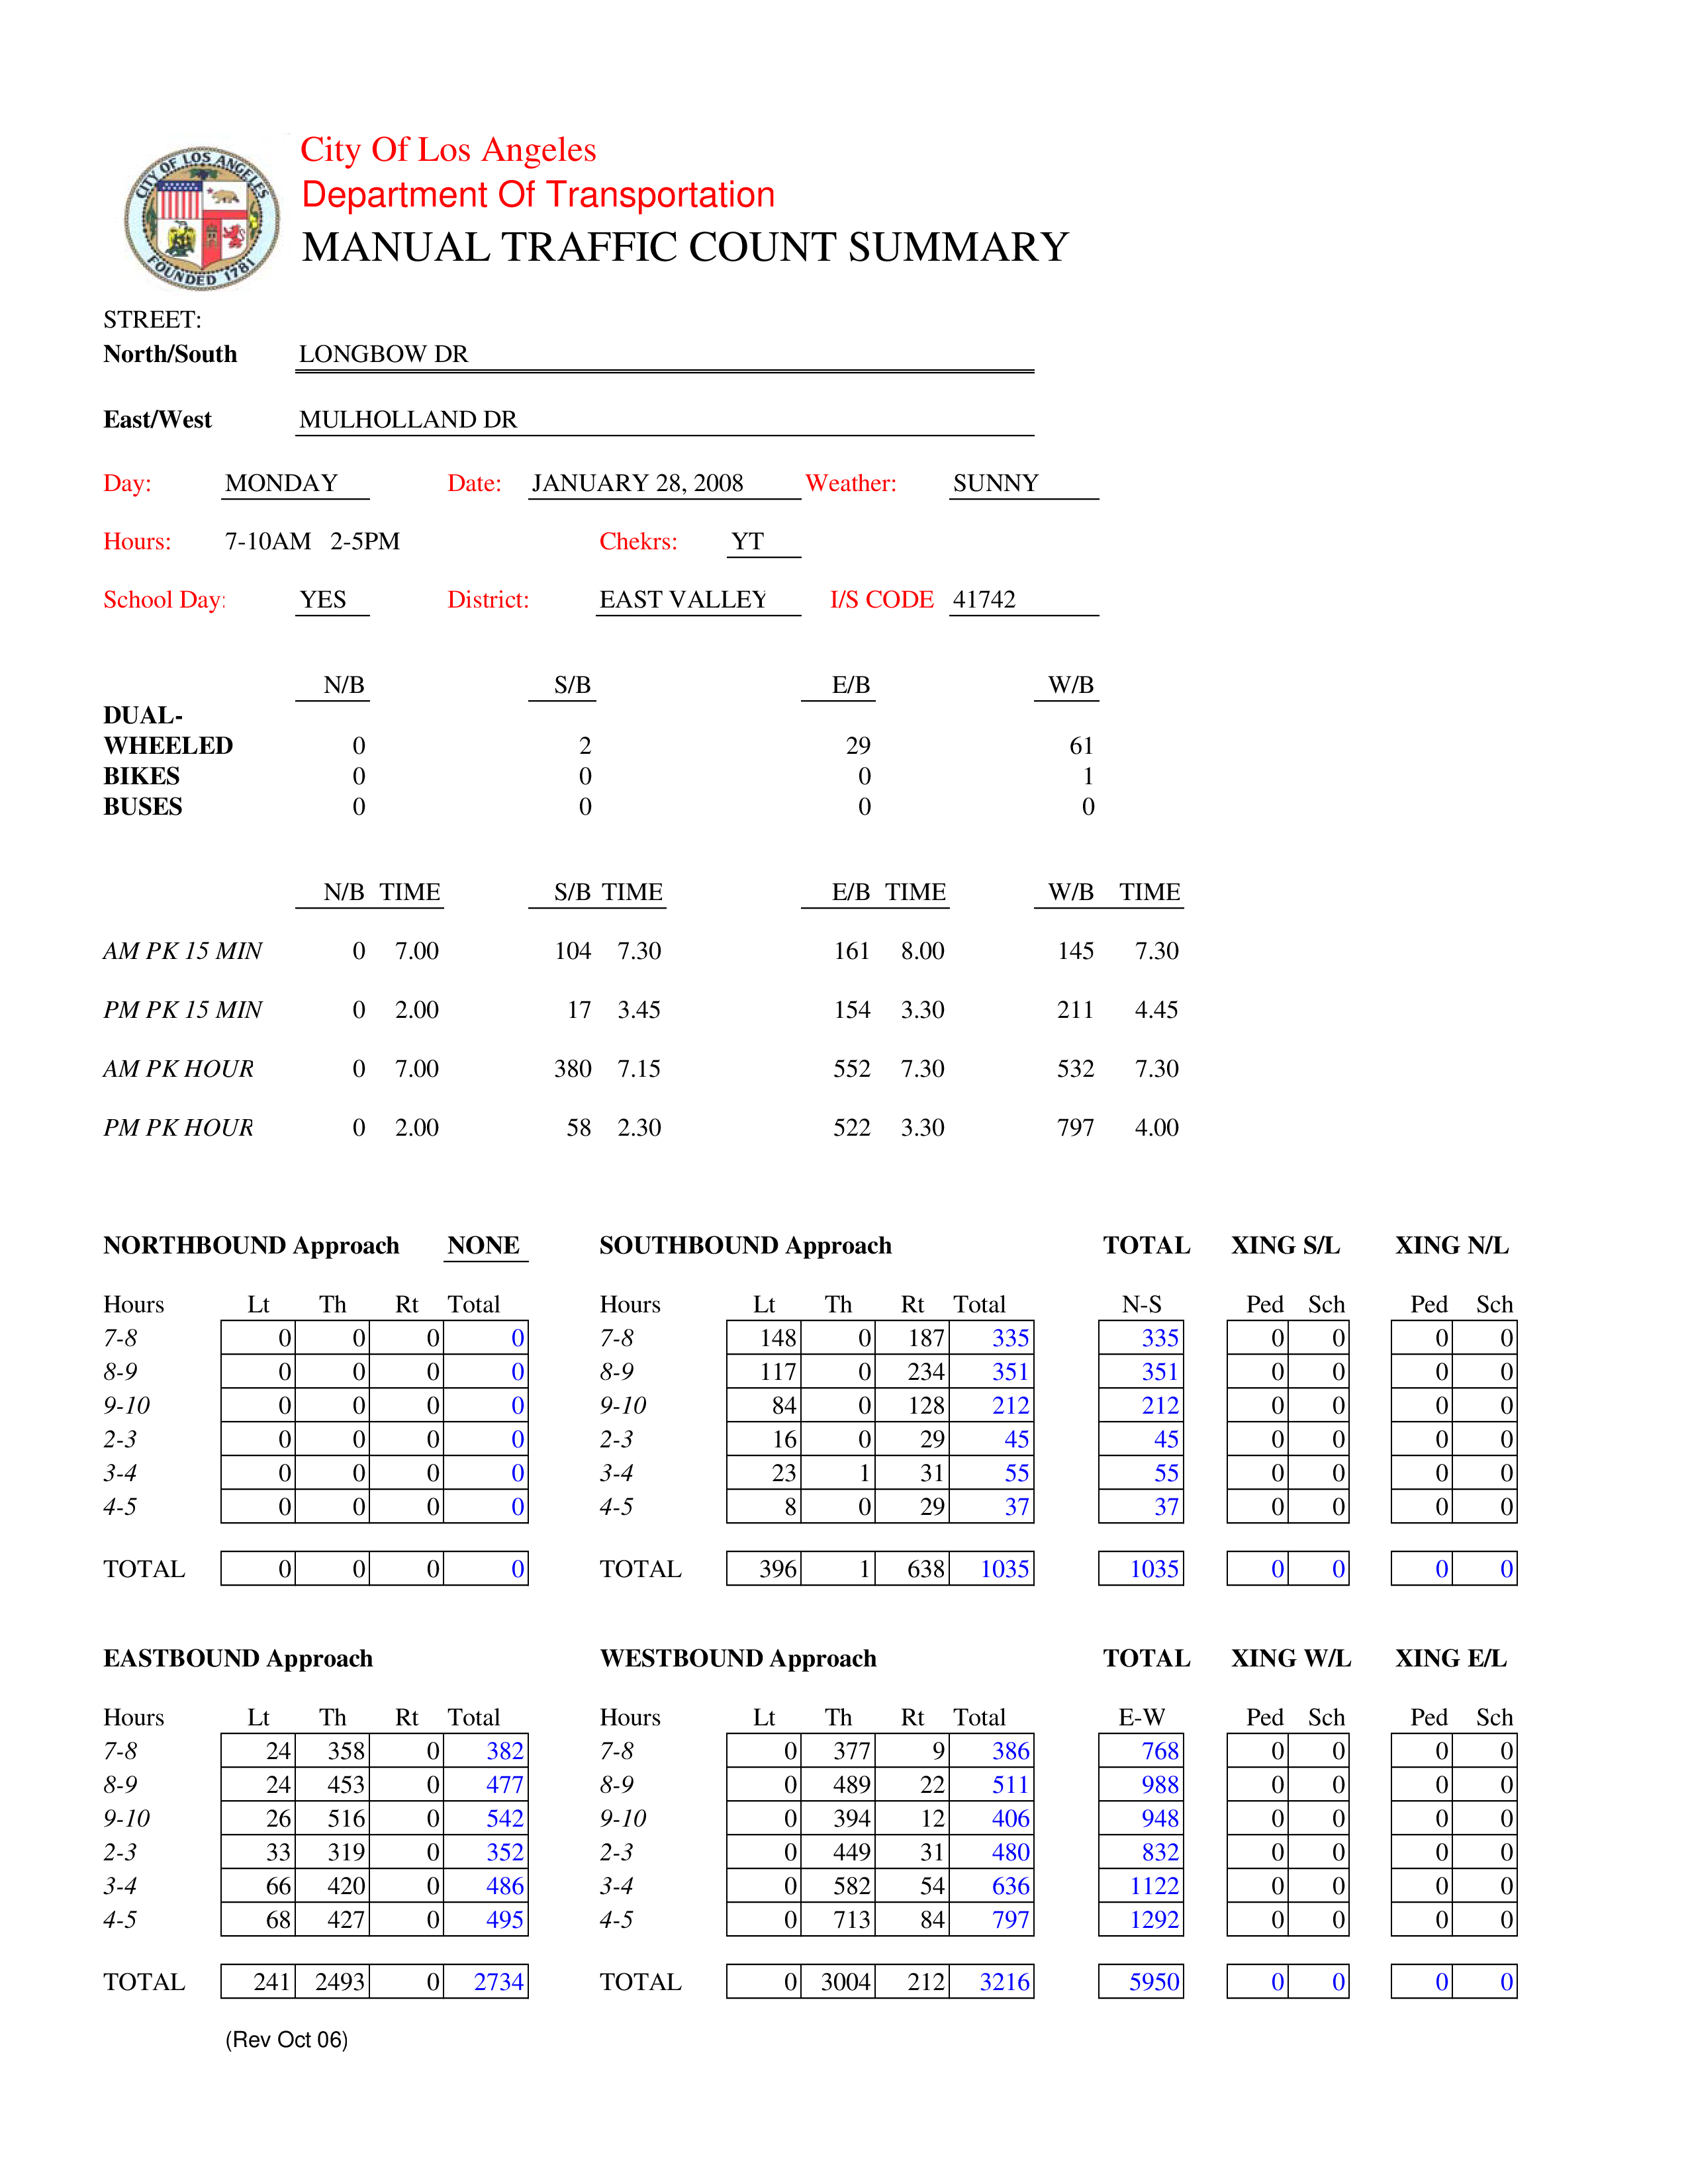 CITY OF LOS ANGELES
FOUNDED 1781
City Of Los Angeles
Department Of Transportation
MANUAL TRAFFIC COUNT SUMMARY
STREET:
North/South LONGBOW DR
East/West MULHOLLAND DR
Day: MONDAY Date: JANUARY 28, 2008 Weather: SUNNY
Hours: 7-10AM 2-5PM Chekrs: YT
School Day: YES District: EAST VALLEY I/S CODE 41742
N/B S/B E/B W/B
DUAL-
WHEELED 0 2 29 61
BIKES 0 0 0 1
BUSES 0 0 0 0
N/B TIME S/B TIME E/B TIME W/B TIME
AM PK 15 MIN 0 7.00 104 7.30 161 8.00 145 7.30
PM PK 15 MIN 0 2.00 17 3.45 154 3.30 211 4.45
AM PK HOUR 0 7.00 380 7.15 552 7.30 532 7.30
PM PK HOUR 0 2.00 58 2.30 522 3.30 797 4.00
NORTHBOUND Approach NONE SOUTHBOUND Approach TOTAL XING S/L XING N/L
Hours Lt Th Rt Total Hours Lt Th Rt Total N-S Ped Sch Ped Sch
7-8 0 0 0 0 7-8 148 0 187 335 335 0 0 0 0
8-9 0 0 0 0 8-9 117 0 234 351 351 0 0 0 0
9-10 0 0 0 0 9-10 84 0 128 212 212 0 0 0 0
2-3 0 0 0 0 2-3 16 0 29 45 45 0 0 0 0
3-4 0 0 0 0 3-4 23 1 31 55 55 0 0 0 0
4-5 0 0 0 0 4-5 8 0 29 37 37 0 0 0 0
TOTAL 0 0 0 0 TOTAL 396 1 638 1035 1035 0 0 0 0
EASTBOUND Approach WESTBOUND Approach TOTAL XING W/L XING E/L
Hours Lt Th Rt Total Hours Lt Th Rt Total E-W Ped Sch Ped Sch
7-8 24 358 0 382 7-8 0 377 9 386 768 0 0 0 0
8-9 24 453 0 477 8-9 0 489 22 511 988 0 0 0 0
9-10 26 516 0 542 9-10 0 394 12 406 948 0 0 0 0
2-3 33 319 0 352 2-3 0 449 31 480 832 0 0 0 0
3-4 66 420 0 486 3-4 0 582 54 636 1122 0 0 0 0
4-5 68 427 0 495 4-5 0 713 84 797 1292 0 0 0 0
TOTAL 241 2493 0 2734 TOTAL 0 3004 212 3216 5950 0 0 0 0
(Rev Oct 06)